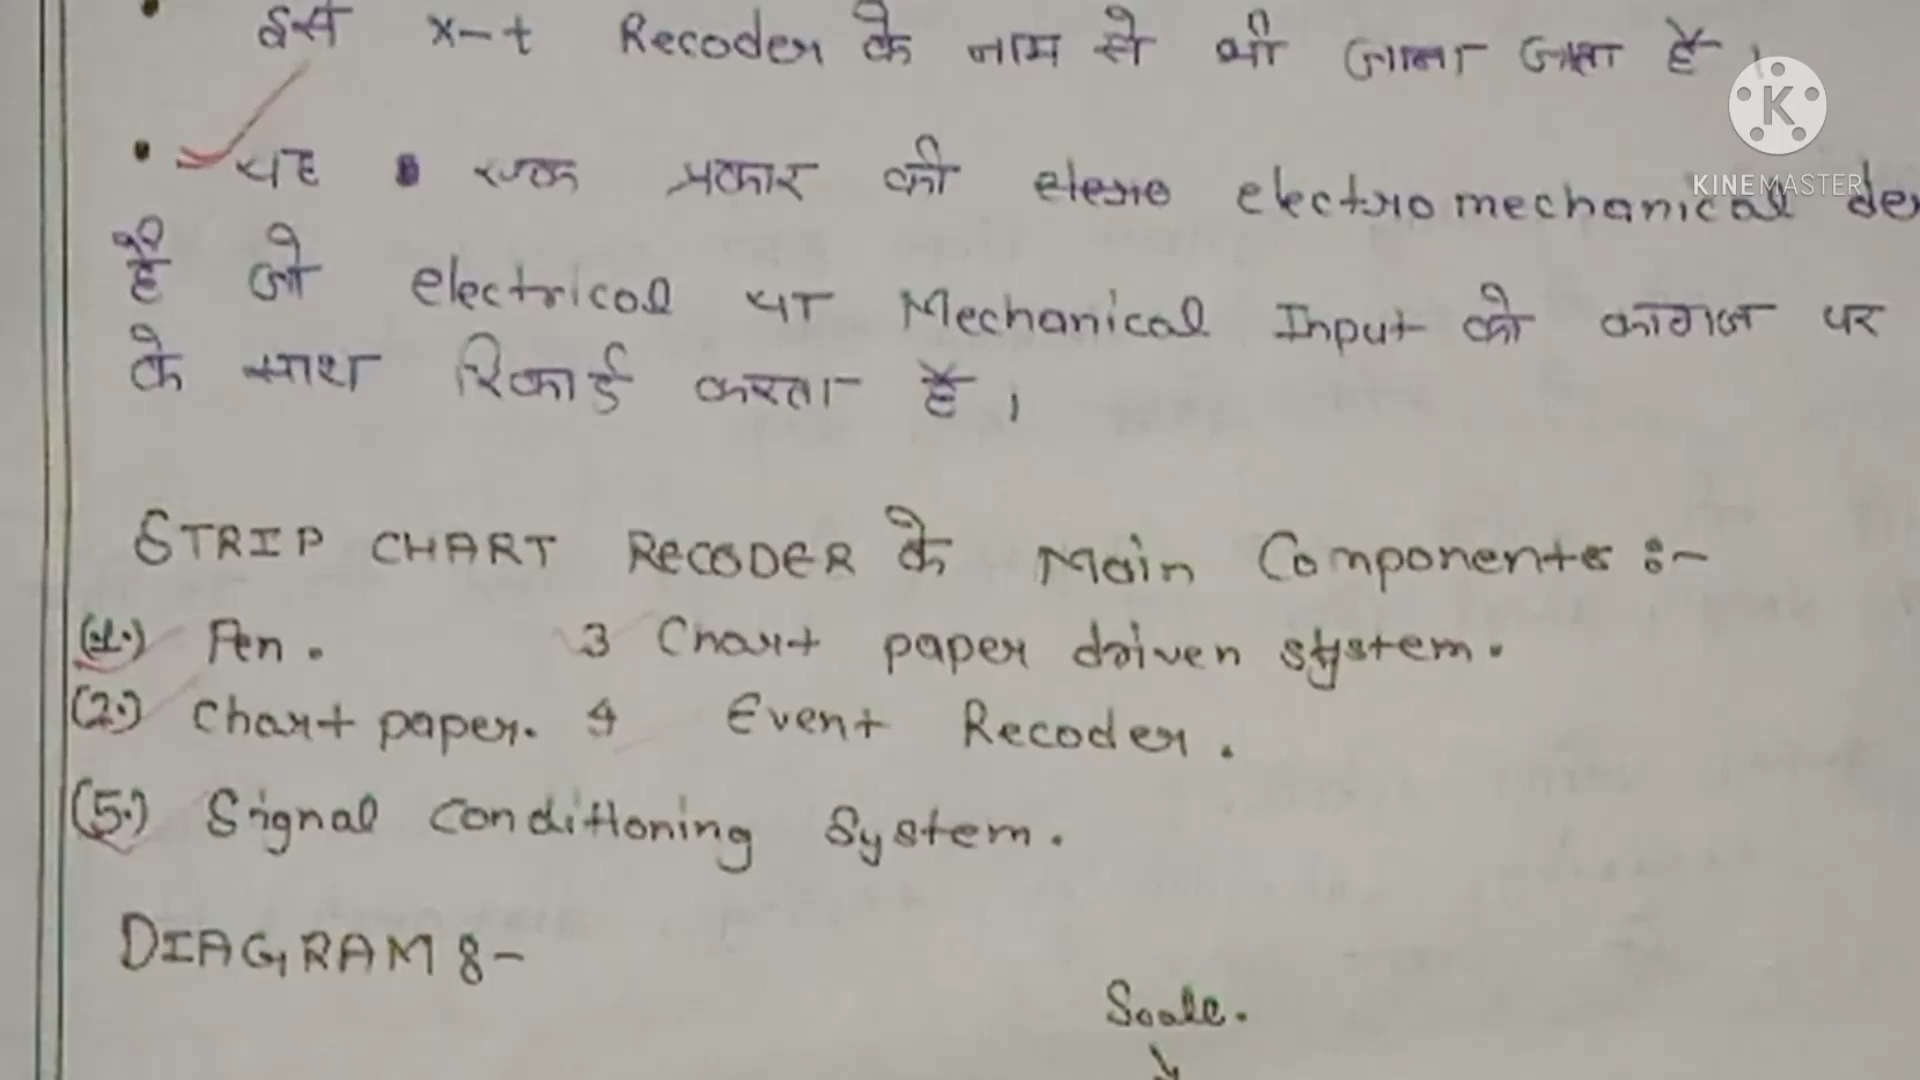 इसे x-t Recoder के नाम से भी जाना जाता है ।
यह एक प्रकार की electromechanical de
है जो electrical या Mechanical Input को कागज पर
के साथ रिकार्ड करता है ।
STRIP CHART RECODER के Main Components :-
(1.) Pen. 3 Chart paper driven system.
(2.) Chart paper. 4 Event Recoder.
(5.) Signal conditioning System.
DIAGRAM :-
Scale.
K
KINEMASTER